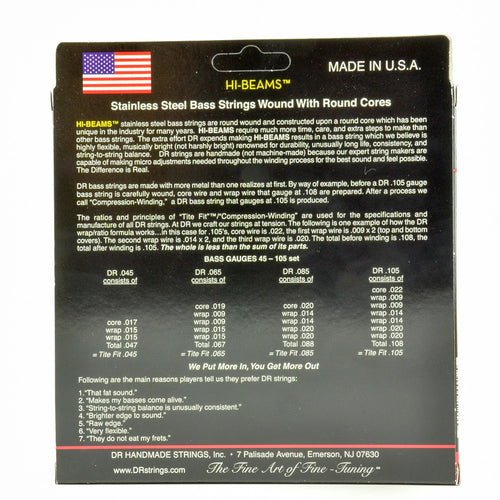 MADE IN U.S.A.
HI-BEAMS™
Stainless Steel Bass Strings Wound With Round Cores
HI-BEAMS™ stainless steel bass strings are round wound and constructed upon a round core which has been
unique in the industry for many years. HI-BEAMS require much more time, care, and extra steps to make than
other bass strings. The extra effort DR expends making HI-BEAMS results in a bass string which we believe is
highly flexible, musically bright (not harshly bright) renowned for durability, unusually long life, consistency, and
string-to-string balance. DR strings are handmade (not machine-made) because our expert string makers are
capable of making micro adjustments needed throughout the winding process for the best sound and feel possible.
The Difference is Real.
DR bass strings are made with more metal than one realizes at first. By way of example, before a DR .105 gauge
bass string is carefully wound, core wire and wrap wire that gauge at .108 are prepared. After a process we
call "Compression-Winding," a DR bass string that gauges at .105 is produced.
The ratios and principles of "Tite Fit"™/"Compression-Winding" are used for the specifications and
manufacture of all DR strings. At DR we craft our strings at tension. The following is one example of how the DR
wrap/ratio formula works...in this case for .105's, core wire is .022, the first wrap wire is .009 x 2 (top and bottom
covers). The second wrap wire is .014 x 2, and the third wrap wire is .020. The total before winding is .108, the
total after winding is .105. The whole is less than the sum of its parts.
BASS GAUGES 45 – 105 set
DR .045 DR .065 DR .085 DR .105
consists of consists of consists of consists of
core .022
core .019 core .020 wrap .009
wrap .009 wrap .014 wrap .009
core .017 wrap .009 wrap .014 wrap .014
wrap .015 wrap .015 wrap .020 wrap .014
wrap .015 wrap .015 wrap .020 wrap .020
Total .047 Total .067 Total .088 Total .108
= Tite Fit .045 = Tite Fit .065 = Tite Fit .085 = Tite Fit .105
We Put More In, You Get More Out
Following are the main reasons players tell us they prefer DR strings:
1. "That fat sound."
2. "Makes my basses come alive."
3. "String-to-string balance is unusually consistent."
4. "Brighter edge to sound."
5. "Raw edge."
6. "Very flexible."
7. "They do not eat my frets."
DR HANDMADE STRINGS, Inc. • 7 Palisade Avenue, Emerson, NJ 07630
www.DRstrings.com The Fine Art of Fine-Tuning™